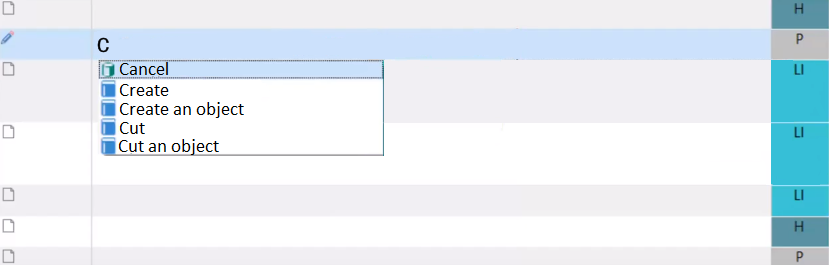 H
C P
Cancel LI
Create
Create an object
Cut LI
Cut an object
LI
H
P